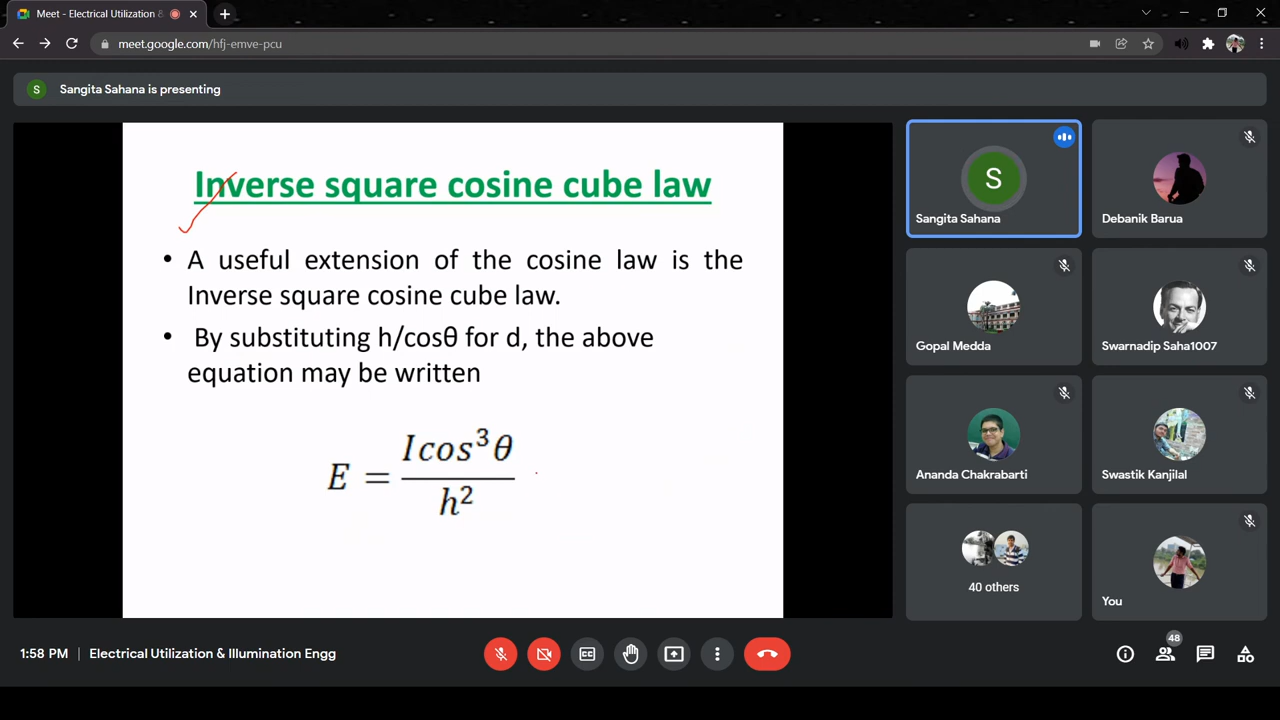 Meet - Electrical Utilization &
meet.google.com/hfj-emve-pcu
S Sangita Sahana is presenting
Inverse square cosine cube law
• A useful extension of the cosine law is the
Inverse square cosine cube law.
• By substituting h/cosθ for d, the above
equation may be written
E = Icos³θ / h²
S
Sangita Sahana
Debanik Barua
Gopal Medda
Swarnadip Saha1007
Ananda Chakrabarti
Swastik Kanjilal
40 others
You
1:58 PM | Electrical Utilization & Illumination Engg
CC
48